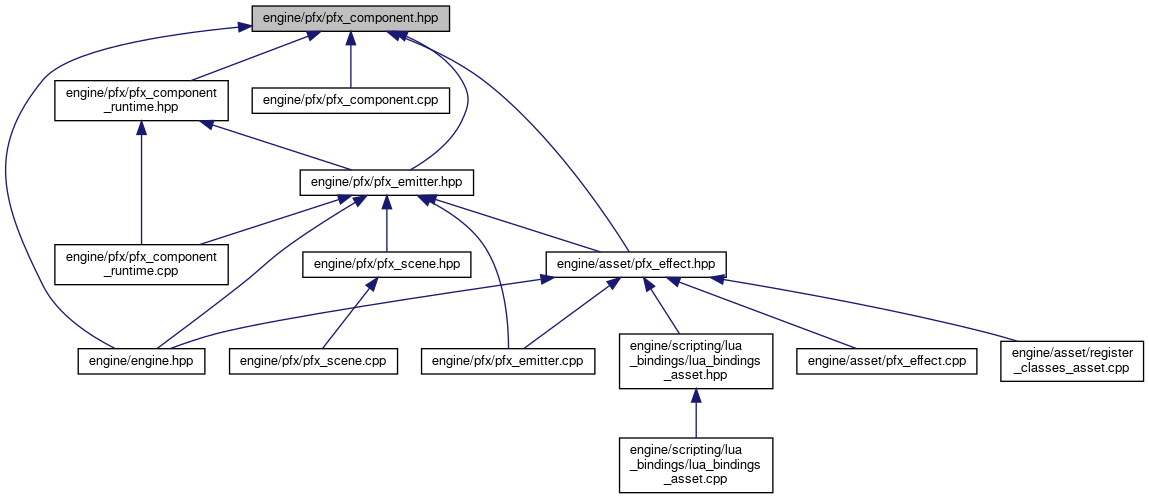 engine/pfx/pfx_component.hpp
engine/pfx/pfx_component
_runtime.hpp
engine/pfx/pfx_component.cpp
engine/pfx/pfx_emitter.hpp
engine/pfx/pfx_component
_runtime.cpp
engine/pfx/pfx_scene.hpp
engine/asset/pfx_effect.hpp
engine/engine.hpp
engine/pfx/pfx_scene.cpp
engine/pfx/pfx_emitter.cpp
engine/scripting/lua
_bindings/lua_bindings
_asset.hpp
engine/asset/pfx_effect.cpp
engine/asset/register
_classes_asset.cpp
engine/scripting/lua
_bindings/lua_bindings
_asset.cpp